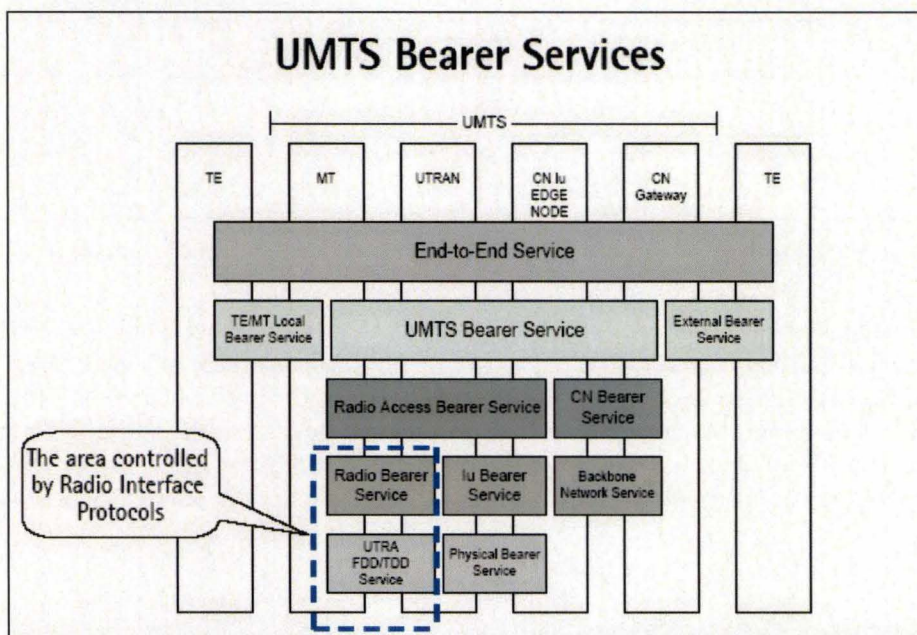 UMTS Bearer Services
UMTS
TE
MT
UTRAN
CN Iu
EDGE
NODE
CN
Gateway
TE
End-to-End Service
TE/MT Local
Bearer Service
UMTS Bearer Service
External Bearer
Service
Radio Access Bearer Service
CN Bearer
Service
The area controlled
by Radio Interface
Protocols
Radio Bearer
Service
Iu Bearer
Service
Backbone
Network Service
UTRA
FDD/TDD
Service
Physical Bearer
Service